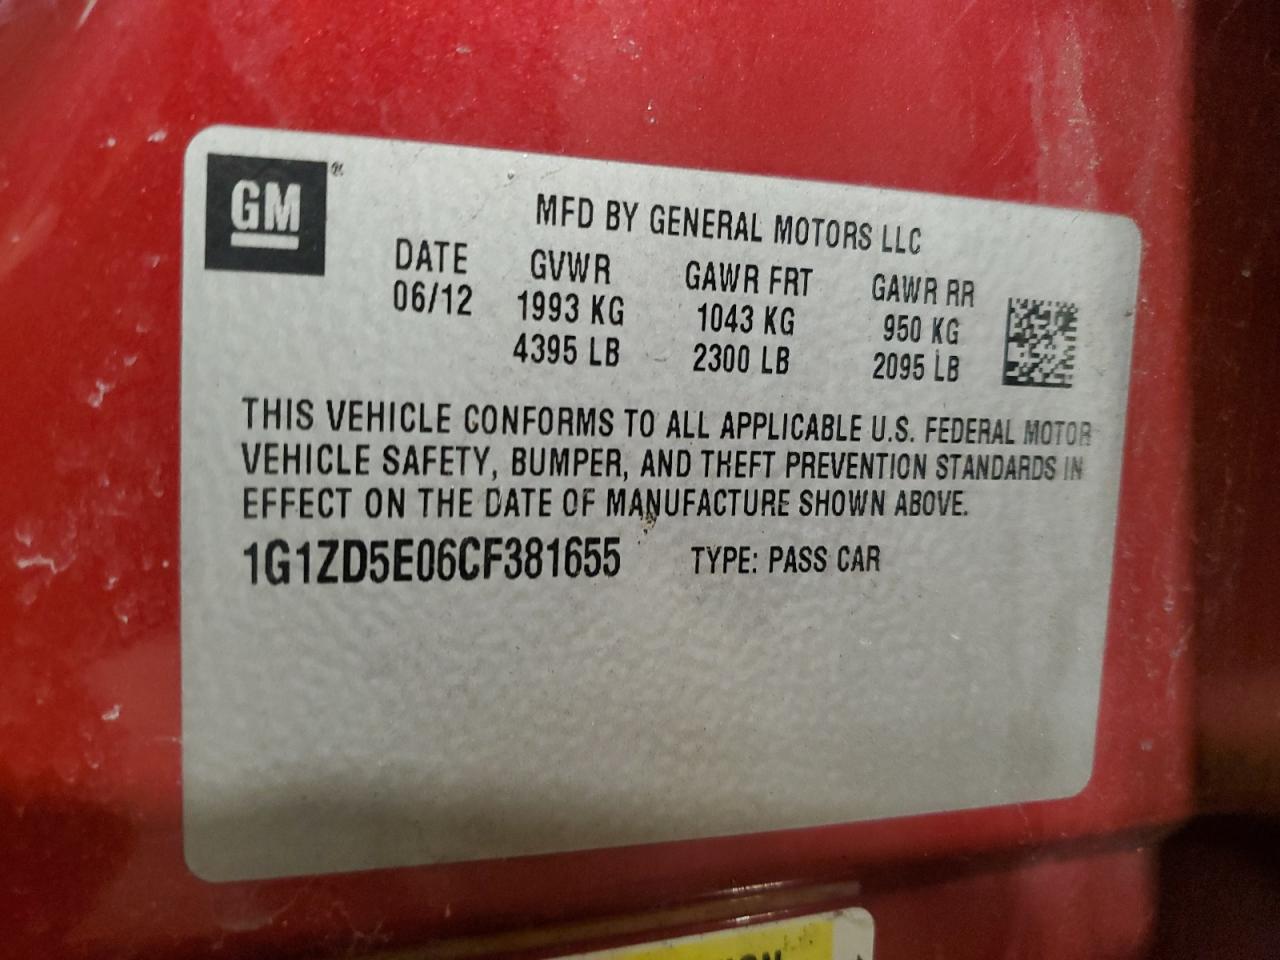 GM®
MFD BY GENERAL MOTORS LLC
DATE GVWR GAWR FRT GAWR RR
06/12 1993 KG 1043 KG 950 KG
4395 LB 2300 LB 2095 LB
THIS VEHICLE CONFORMS TO ALL APPLICABLE U.S. FEDERAL MOTOR
VEHICLE SAFETY, BUMPER, AND THEFT PREVENTION STANDARDS IN
EFFECT ON THE DATE OF MANUFACTURE SHOWN ABOVE.
1G1ZD5E06CF381655 TYPE: PASS CAR